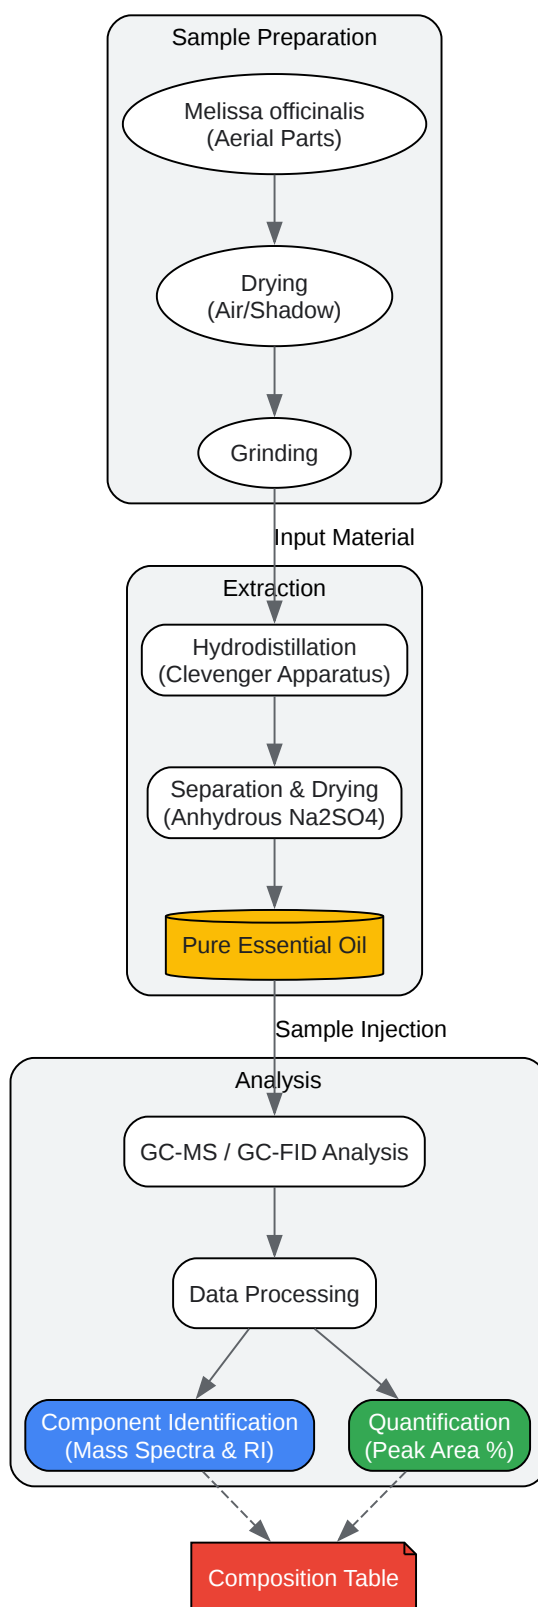 Sample Preparation
Melissa officinalis
(Aerial Parts)
Drying
(Air/Shadow)
Grinding
Input Material
Extraction
Hydrodistillation
(Clevenger Apparatus)
Separation & Drying
(Anhydrous Na2SO4)
Pure Essential Oil
Sample Injection
Analysis
GC-MS / GC-FID Analysis
Data Processing
Component Identification
(Mass Spectra & RI)
Quantification
(Peak Area %)
Composition Table